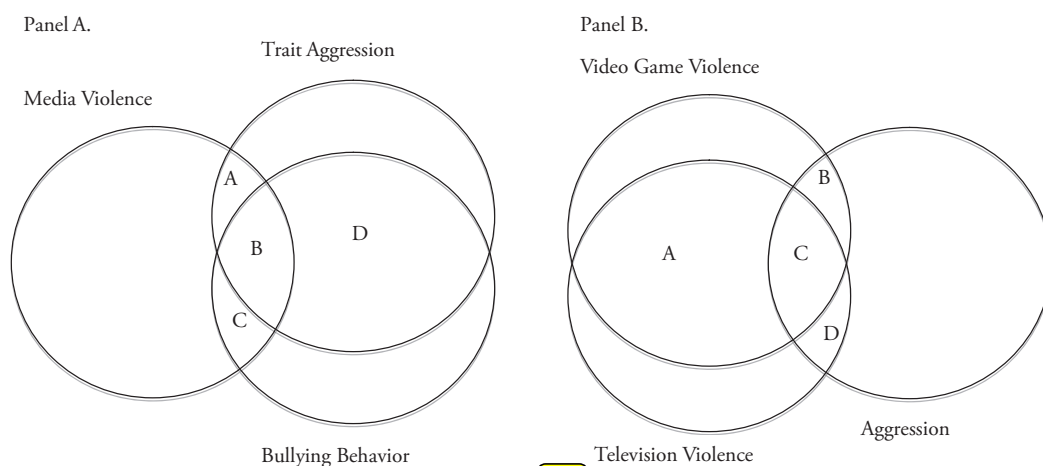 Panel A.
Trait Aggression
Media Violence
A
B
D
C
Bullying Behavior
Panel B.
Video Game Violence
B
A
C
D
Aggression
Television Violence